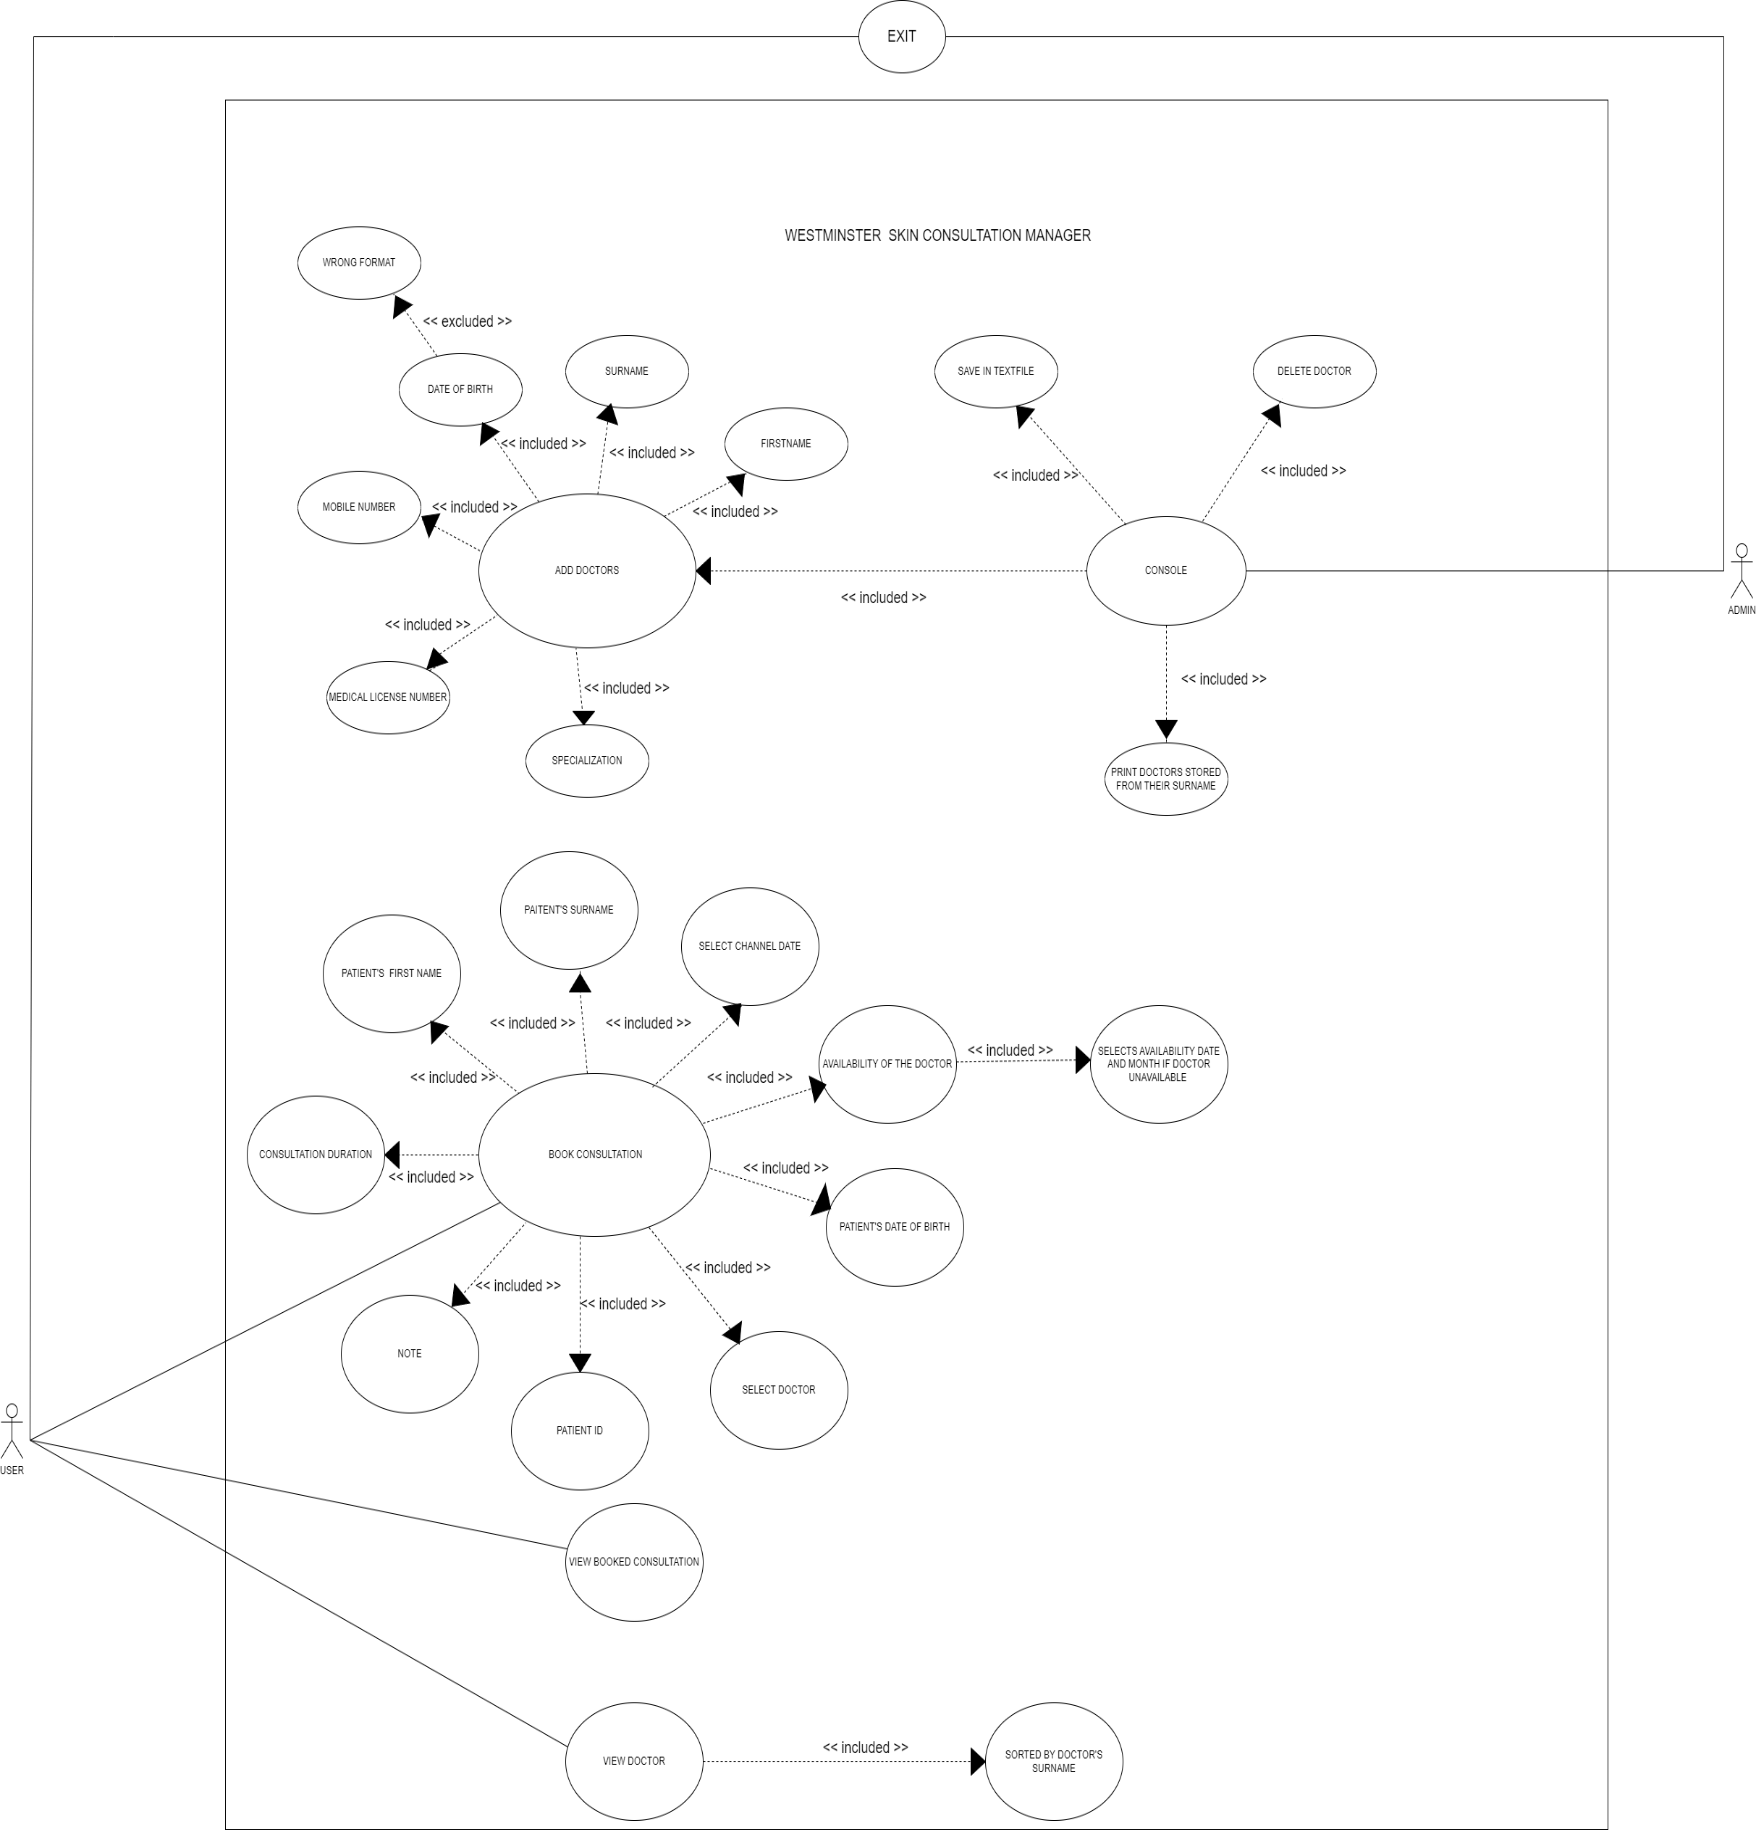 EXIT
WESTMINSTER SKIN CONSULTATION MANAGER
WRONG FORMAT
<< excluded >>
DATE OF BIRTH
SURNAME
SAVE IN TEXTFILE
DELETE DOCTOR
<< included >>
<< included >>
FIRSTNAME
<< included >>
<< included >>
MOBILE NUMBER
<< included >>
<< included >>
ADD DOCTORS
CONSOLE
<< included >>
ADMIN
<< included >>
MEDICAL LICENSE NUMBER
<< included >>
<< included >>
SPECIALIZATION
PRINT DOCTORS STORED
FROM THEIR SURNAME
PAITENT'S SURNAME
SELECT CHANNEL DATE
PATIENT'S FIRST NAME
<< included >>
<< included >>
<< included >>
<< included >>
AVAILABILITY OF THE DOCTOR
<< included >>
SELECTS AVAILABILITY DATE
AND MONTH IF DOCTOR
UNAVAILABLE
CONSULTATION DURATION
<< included >>
BOOK CONSULTATION
<< included >>
PATIENT'S DATE OF BIRTH
<< included >>
<< included >>
<< included >>
NOTE
PATIENT ID
SELECT DOCTOR
USER
VIEW BOOKED CONSULTATION
VIEW DOCTOR
<< included >>
SORTED BY DOCTOR'S
SURNAME